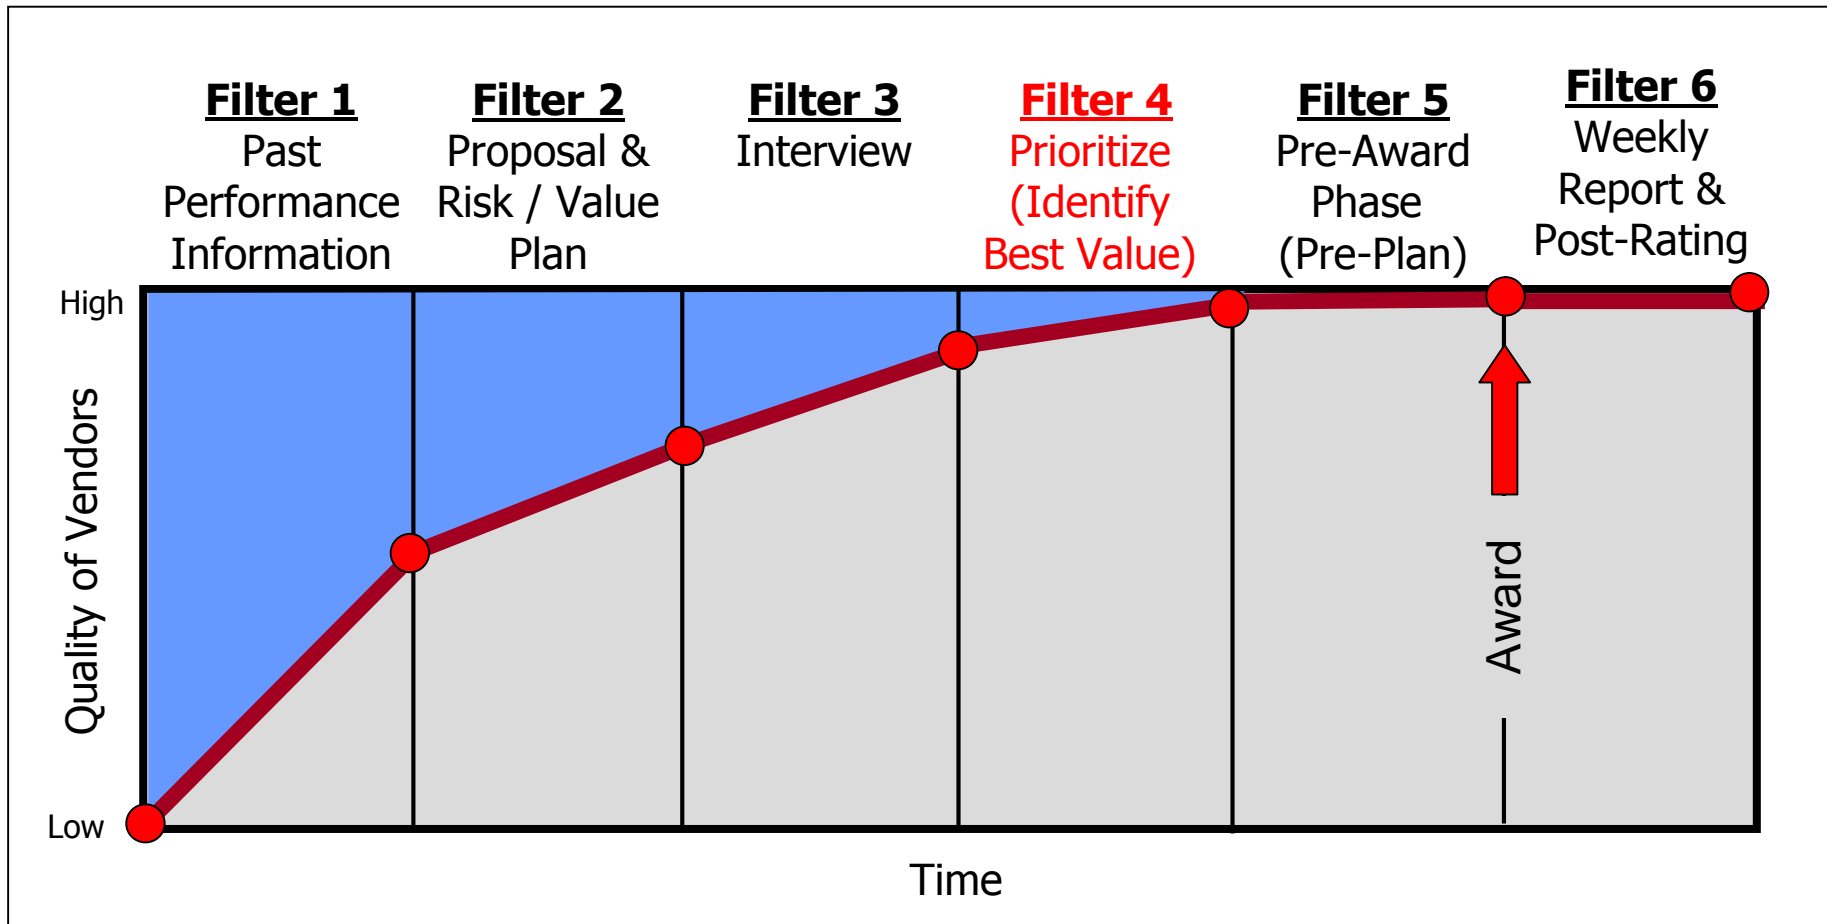 Filter 1
Past
Performance
Information
Filter 2
Proposal &
Risk / Value
Plan
Filter 3
Interview
Filter 4
Prioritize
(Identify
Best Value)
Filter 5
Pre-Award
Phase
(Pre-Plan)
Filter 6
Weekly
Report &
Post-Rating
High
Quality of Vendors
Low
Award
Time